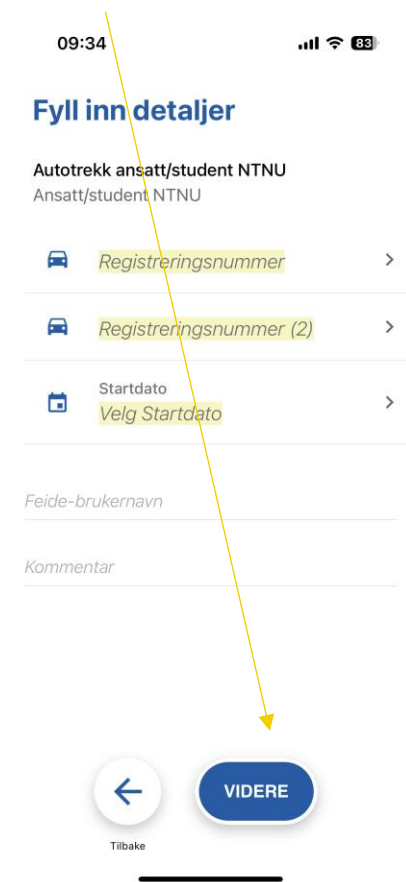 09:34
83
Fyll inn detaljer
Autotrekk ansatt/student NTNU
Ansatt/student NTNU
Registreringsnummer
Registreringsnummer (2)
Startdato
Velg Startdato
Feide-brukernavn
Kommentar
VIDERE
Tilbake